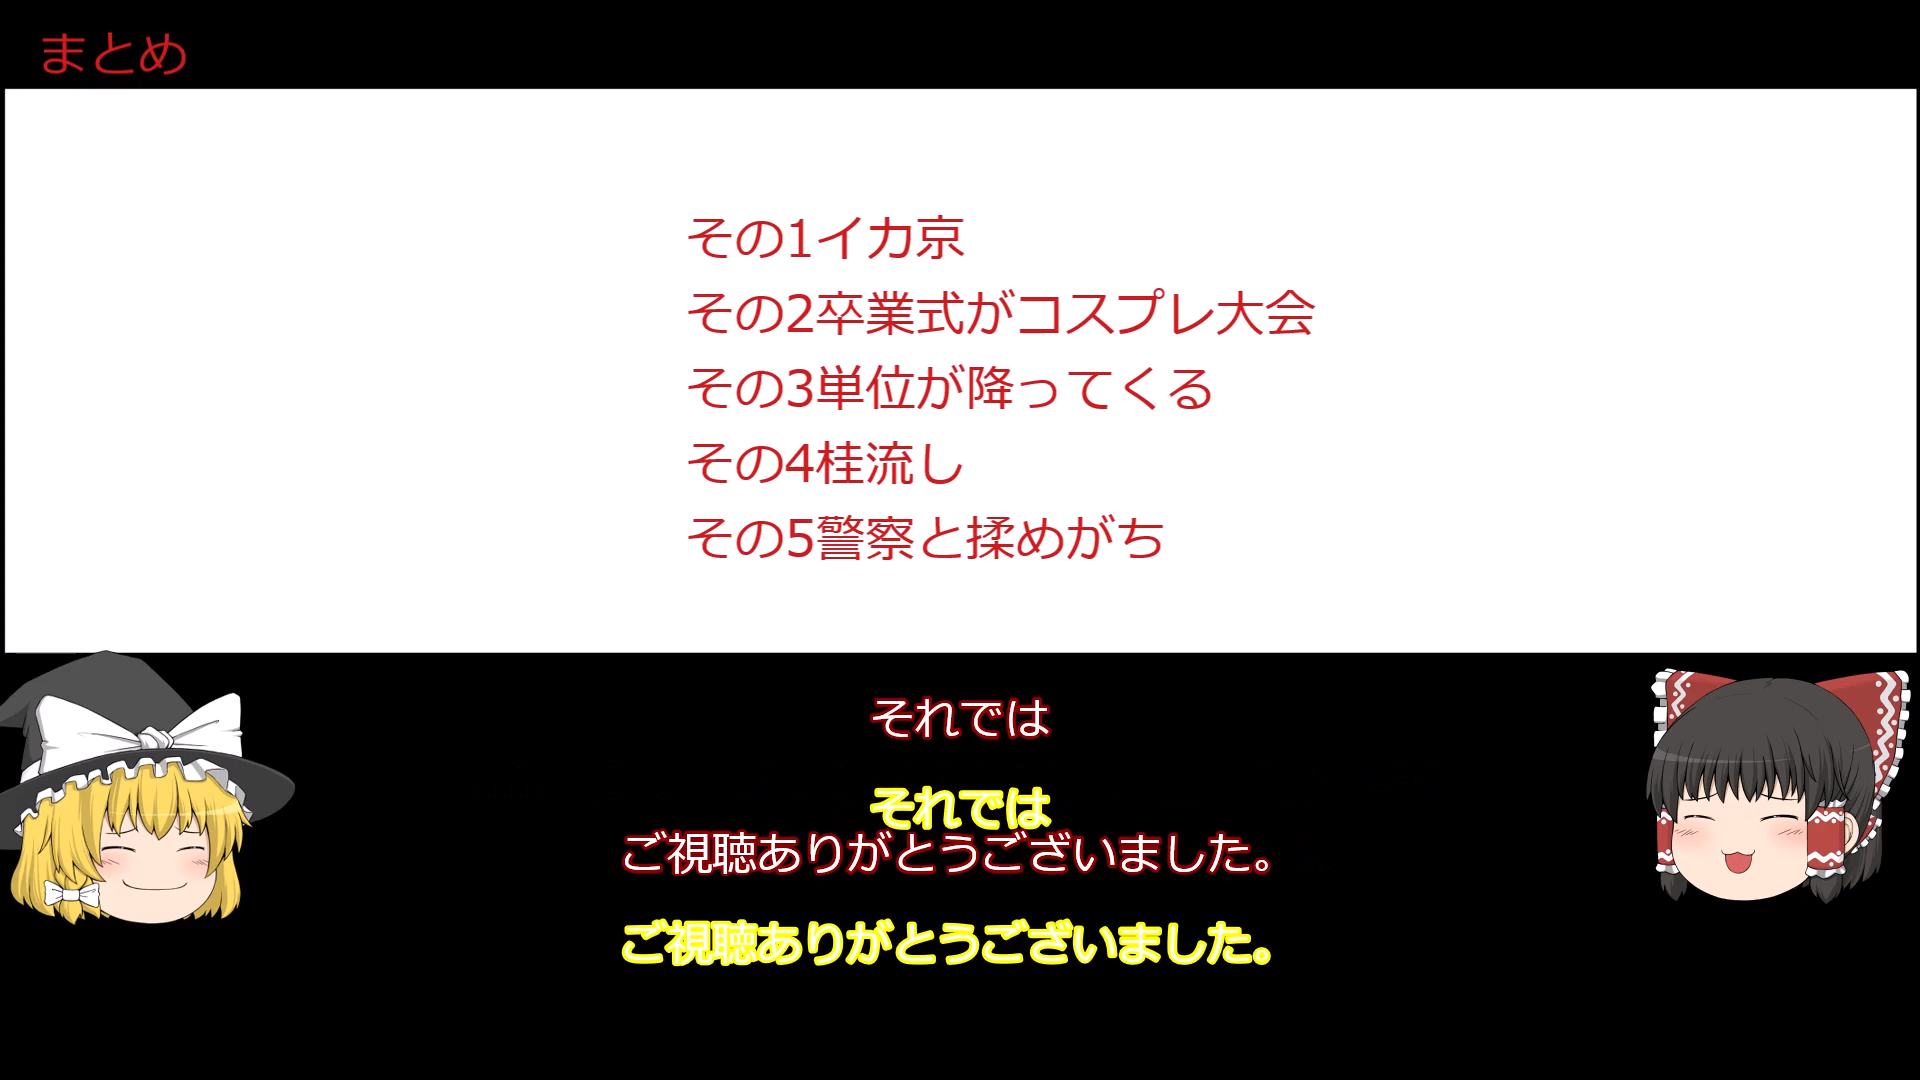 まとめ
その1イカ京
その2卒業式がコスプレ大会
その3単位が降ってくる
その4桂流し
その5警察と揉めがち
それでは
それでは
ご視聴ありがとうございました。
ご視聴ありがとうございました。